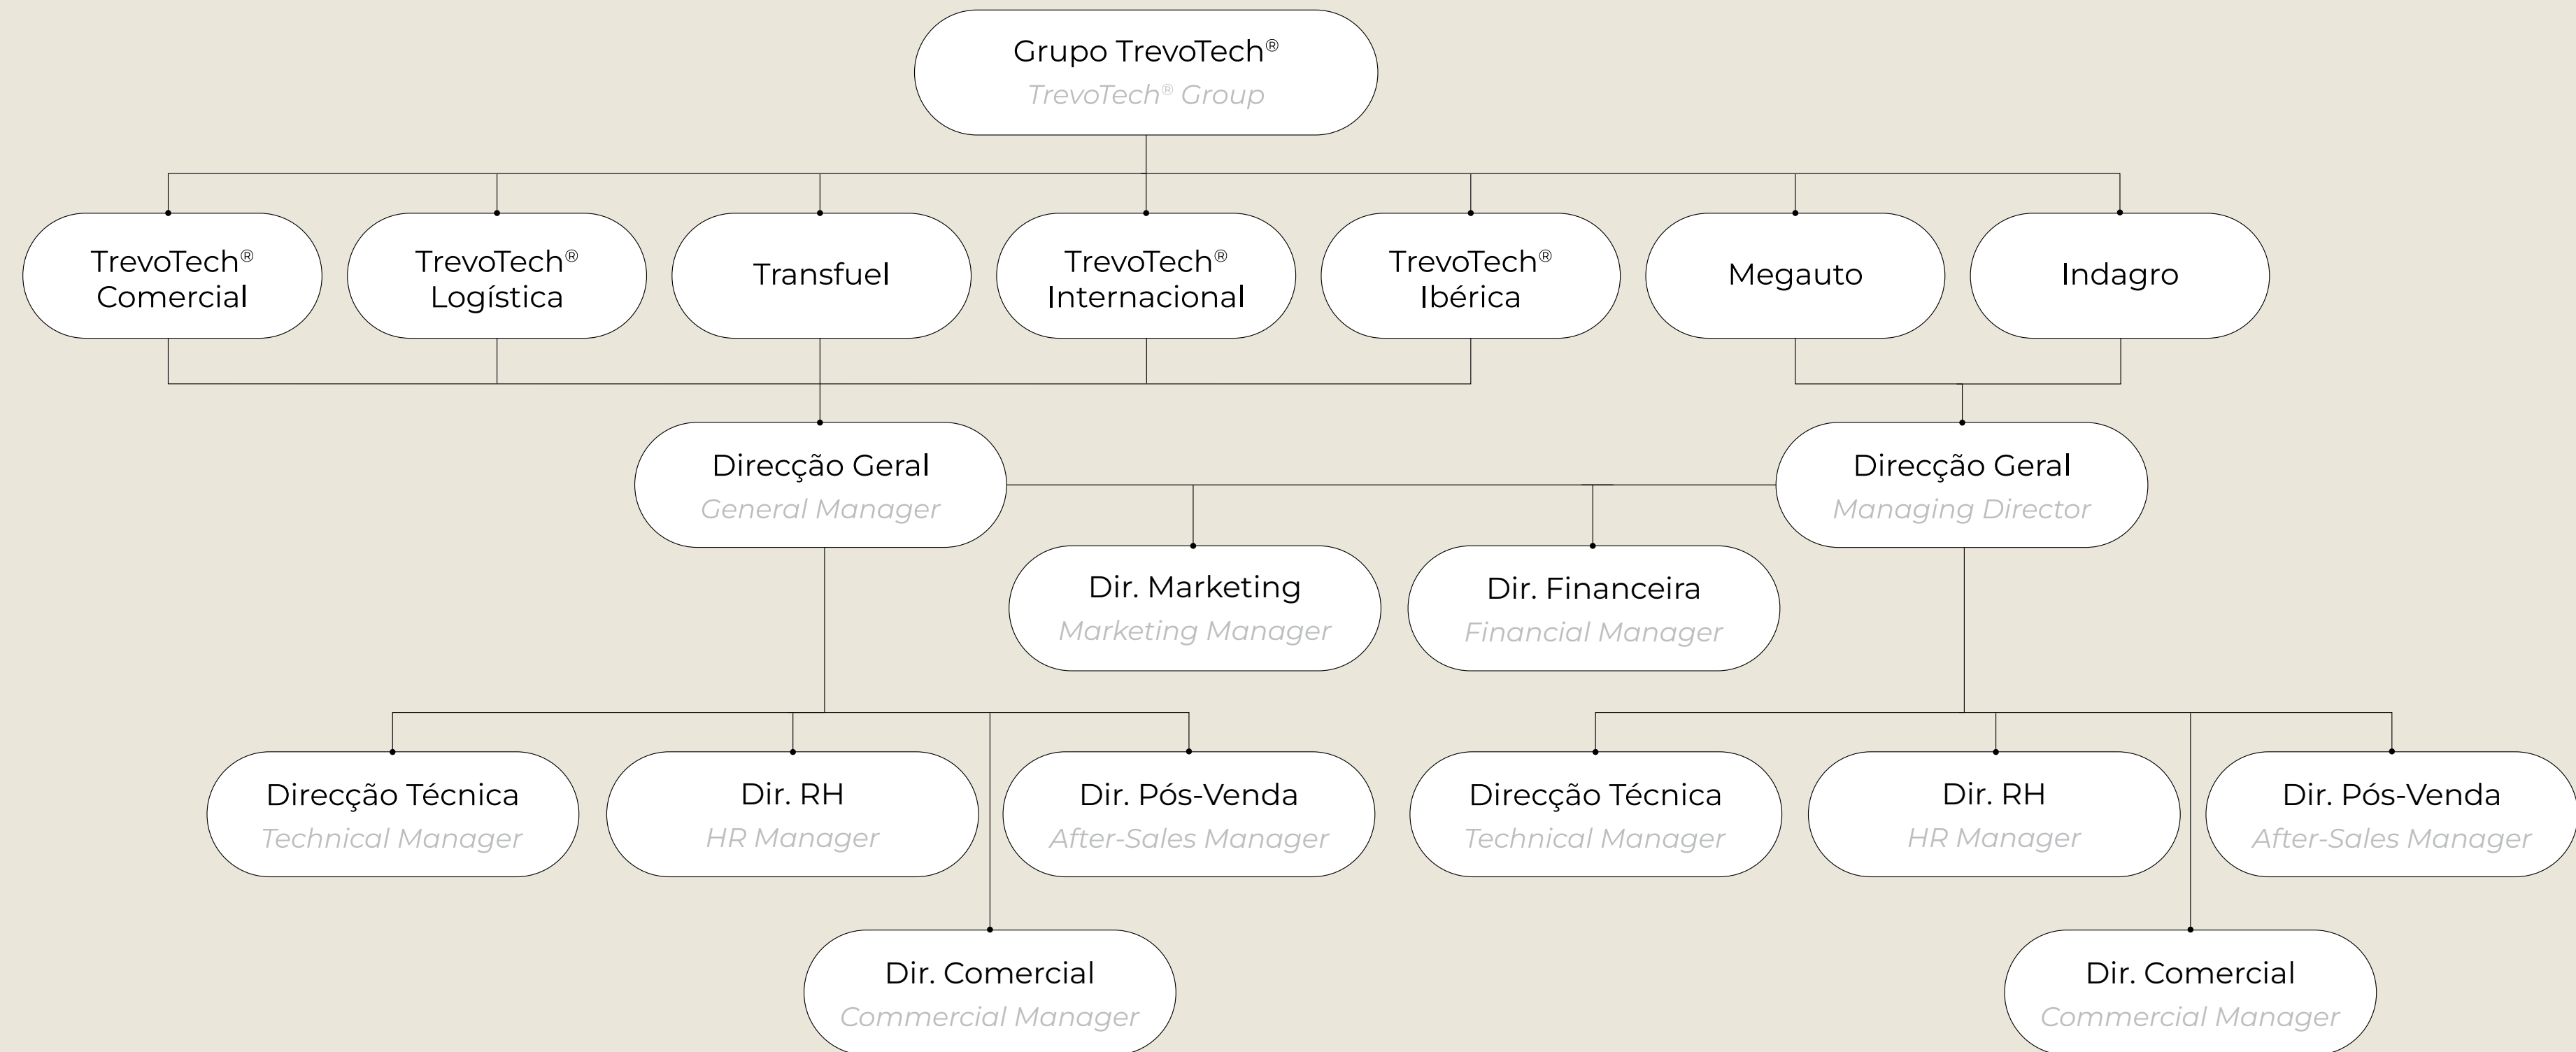 Grupo TrevoTech®
TrevoTech® Group
TrevoTech®
Comercial
TrevoTech®
Logística
Transfuel
TrevoTech®
Internacional
TrevoTech®
Ibérica
Megauto
Indagro
Direcção Geral
General Manager
Direcção Geral
Managing Director
Dir. Marketing
Marketing Manager
Dir. Financeira
Financial Manager
Direcção Técnica
Technical Manager
Dir. RH
HR Manager
Dir. Pós-Venda
After-Sales Manager
Direcção Técnica
Technical Manager
Dir. RH
HR Manager
Dir. Pós-Venda
After-Sales Manager
Dir. Comercial
Commercial Manager
Dir. Comercial
Commercial Manager